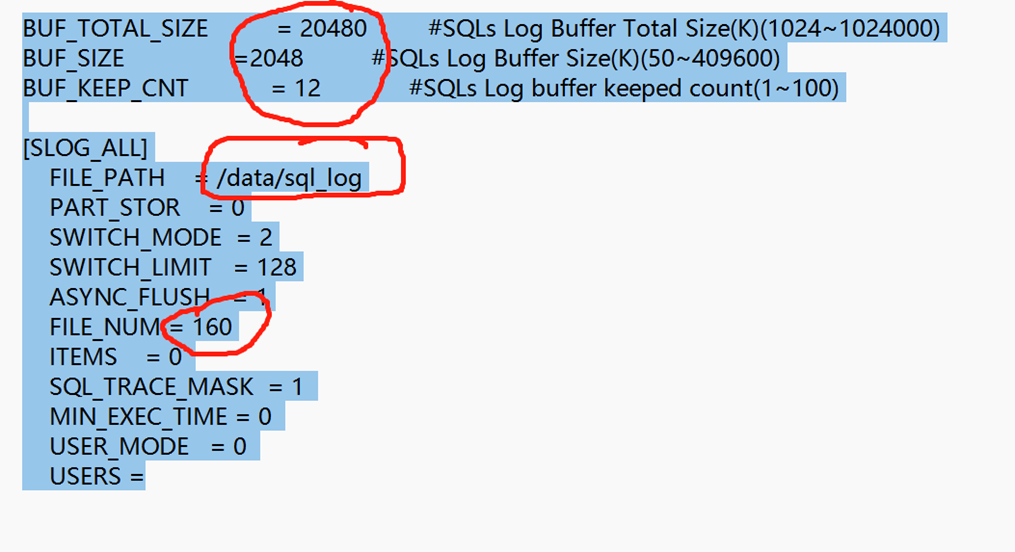 BUF_TOTAL_SIZE = 20480 #SQLs Log Buffer Total Size(K)(1024~1024000)
BUF_SIZE =2048 #SQLs Log Buffer Size(K)(50~409600)
BUF_KEEP_CNT = 12 #SQLs Log buffer keeped count(1~100)
[SLOG_ALL]
FILE_PATH = /data/sql_log
PART_STOR = 0
SWITCH_MODE = 2
SWITCH_LIMIT = 128
ASYNC_FLUSH = 1
FILE_NUM = 160
ITEMS = 0
SQL_TRACE_MASK = 1
MIN_EXEC_TIME = 0
USER_MODE = 0
USERS =